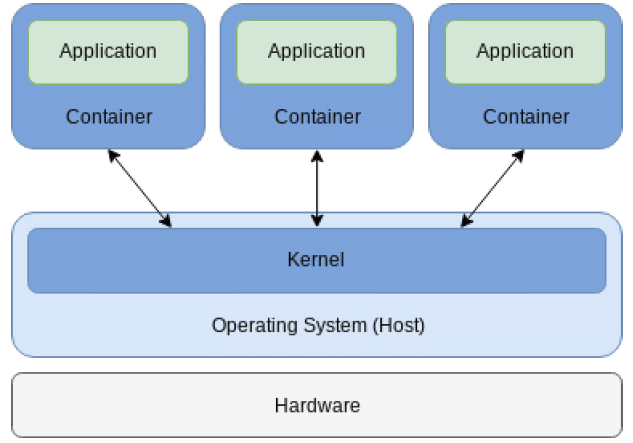 Application
Application
Application
Container
Container
Container
Kernel
Operating System (Host)
Hardware